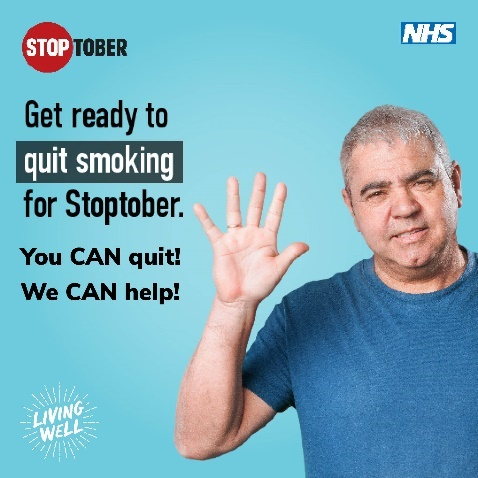 STOPTOBER
NHS
Get ready to
quit smoking
for Stoptober.
You CAN quit!
We CAN help!
LIVING
WELL